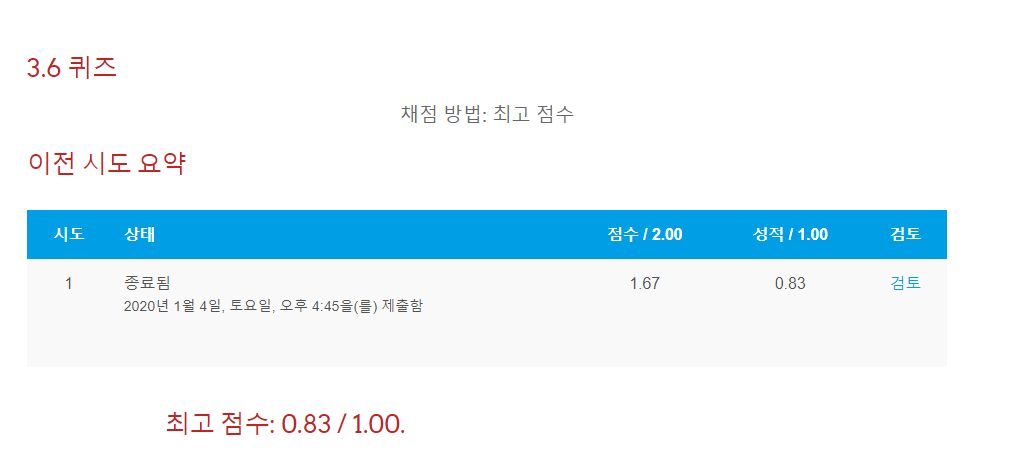 3.6 퀴즈
채점 방법: 최고 점수
이전 시도 요약
시도 상태 점수 / 2.00 성적 / 1.00 검토
1 종료됨 1.67 0.83 검토
2020년 1월 4일, 토요일, 오후 4:45을(를) 제출함
최고 점수: 0.83 / 1.00.